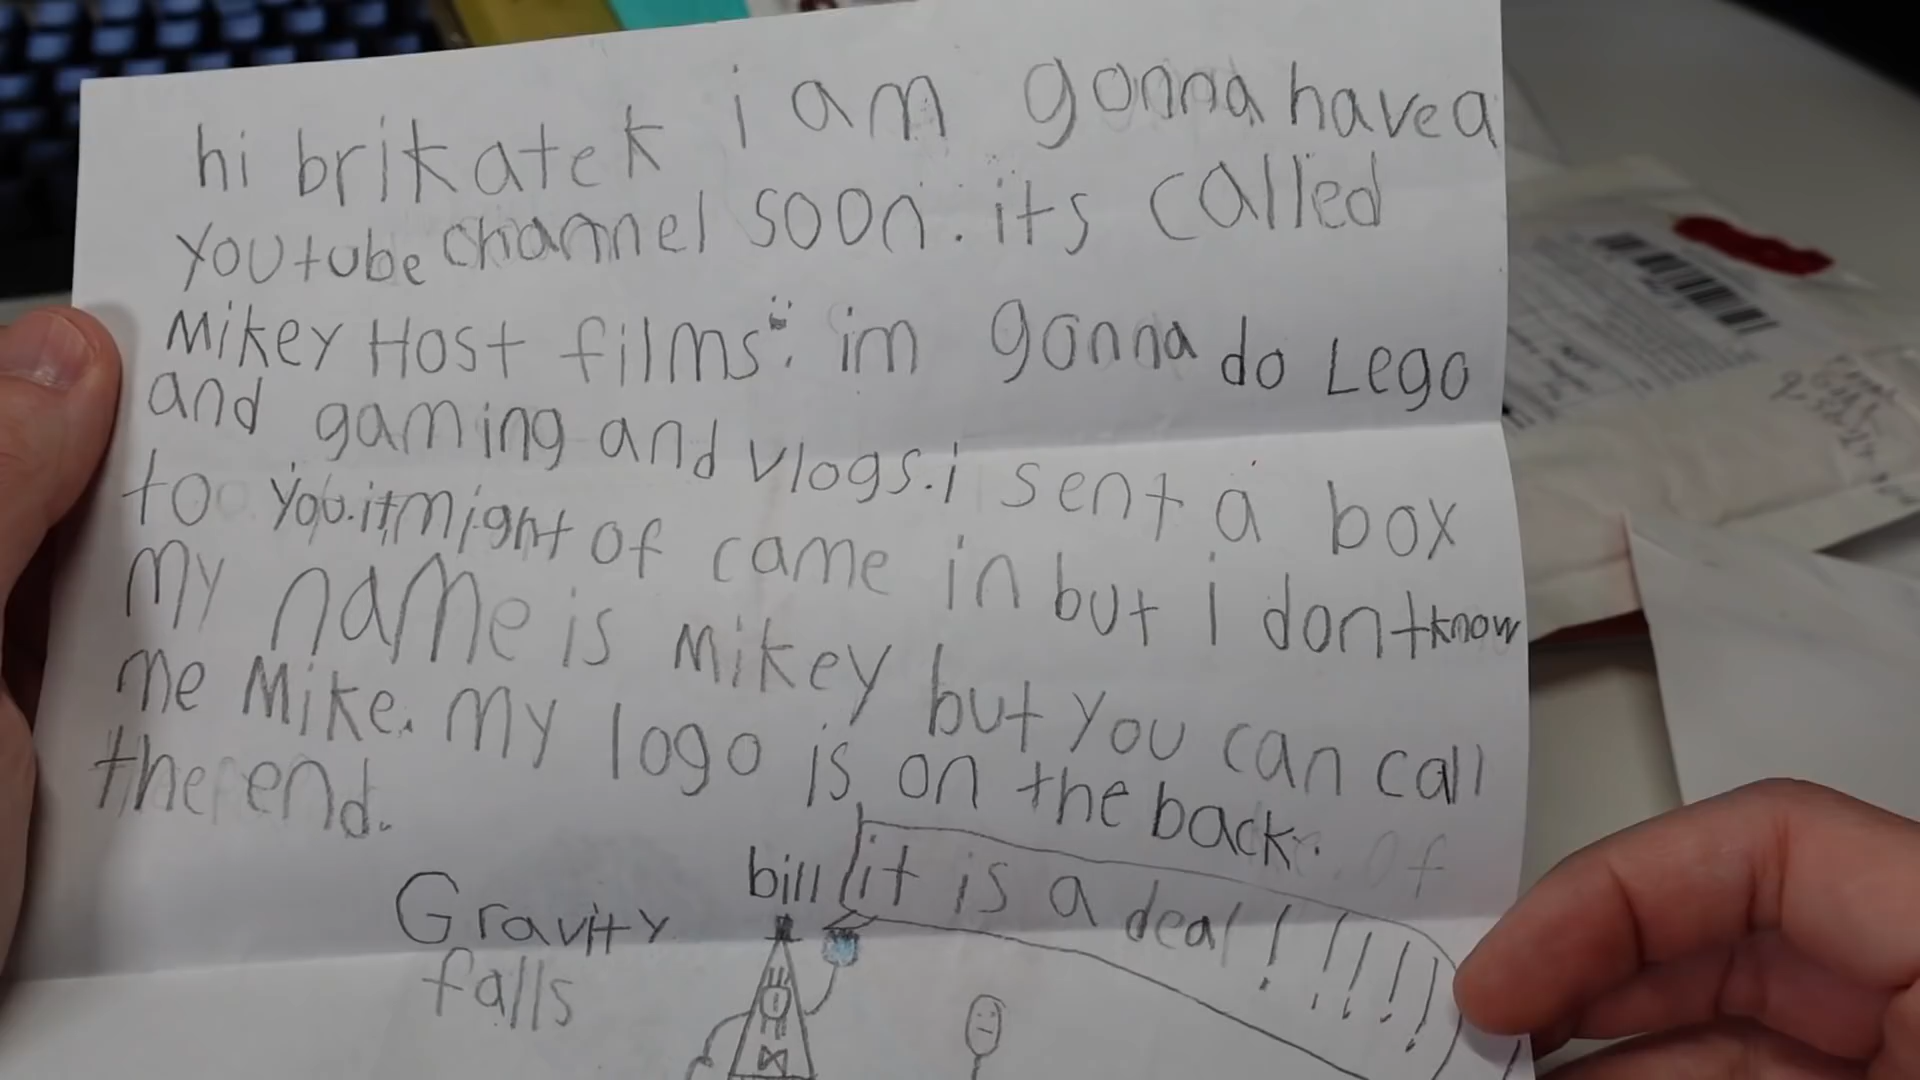 hi brikatek i am gonna have a
youtube channel soon. its called
Mikey Host films. im gonna do Lego
and gaming and vlogs. i sent a box
to you. it might of came in but i dont know
My name is Mikey but you can call
me Mike. My logo is on the back. of
the end.
Gravity
falls
bill
it is a deal!!!!!